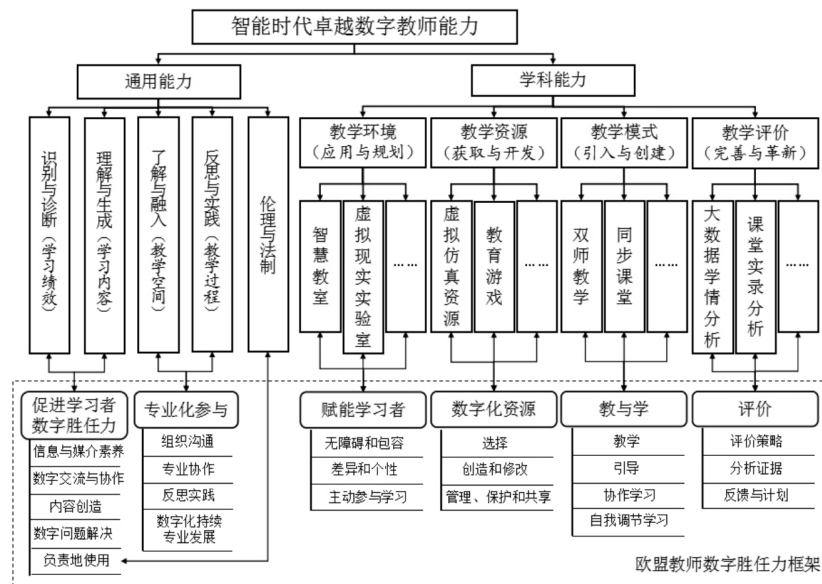 智能时代卓越数字教师能力
通用能力
学科能力
识别与诊断（学习绩效）
理解与生成（学习内容）
了解与融入（教学空间）
反思与实践（教学过程）
伦理与法制
教学环境
（应用与规划）
教学资源
（获取与开发）
教学模式
（引入与创建）
教学评价
（完善与革新）
智慧教室
虚拟现实实验室
……
虚拟仿真资源
教育游戏
……
双师教学
同步课堂
……
大数据学情分析
课堂实录分析
……
促进学习者
数字胜任力
信息与媒介素养
数字交流与协作
内容创造
数字问题解决
负责地使用
专业化参与
组织沟通
专业协作
反思实践
数字化持续
专业发展
赋能学习者
无障碍和包容
差异和个性
主动参与学习
数字化资源
选择
创造和修改
管理、保护和共享
教与学
教学
引导
协作学习
自我调节学习
评价
评价策略
分析证据
反馈与计划
欧盟教师数字胜任力框架